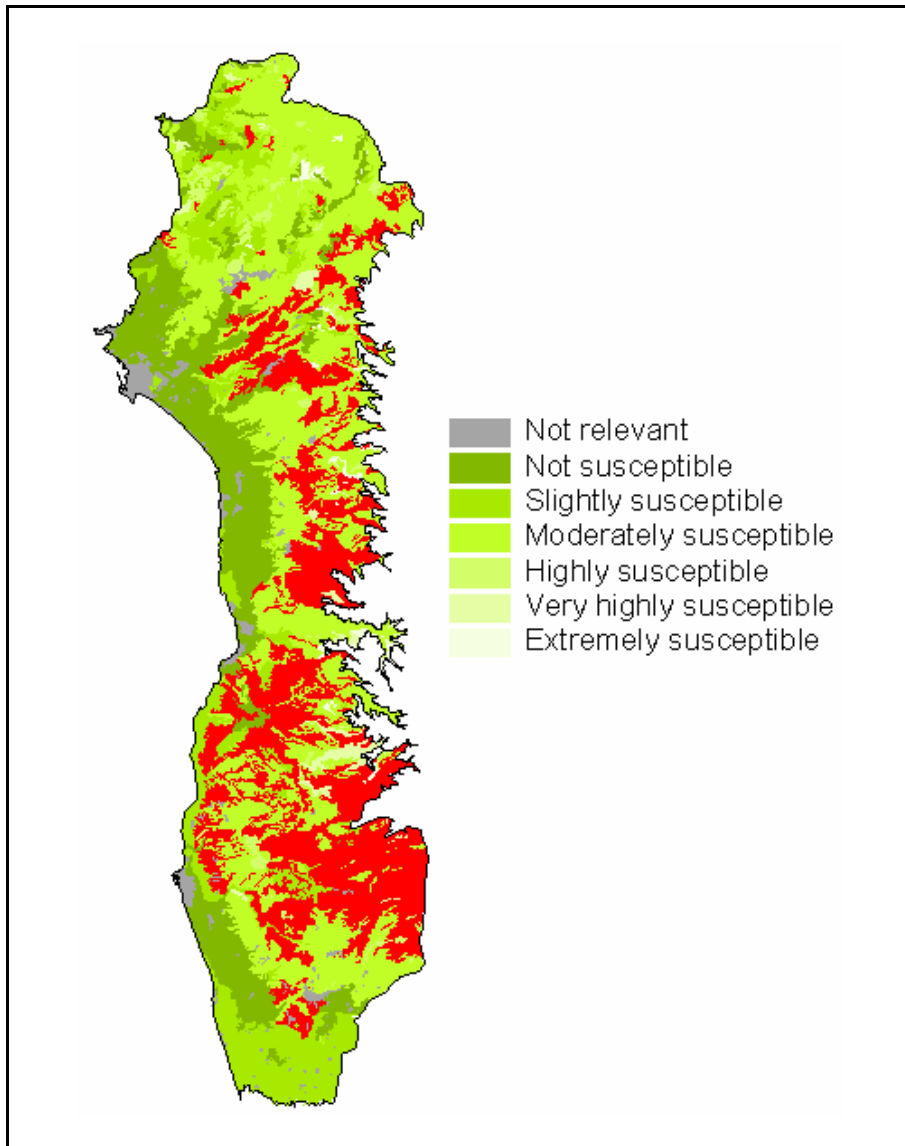 Not relevant
Not susceptible
Slightly susceptible
Moderately susceptible
Highly susceptible
Very highly susceptible
Extremely susceptible